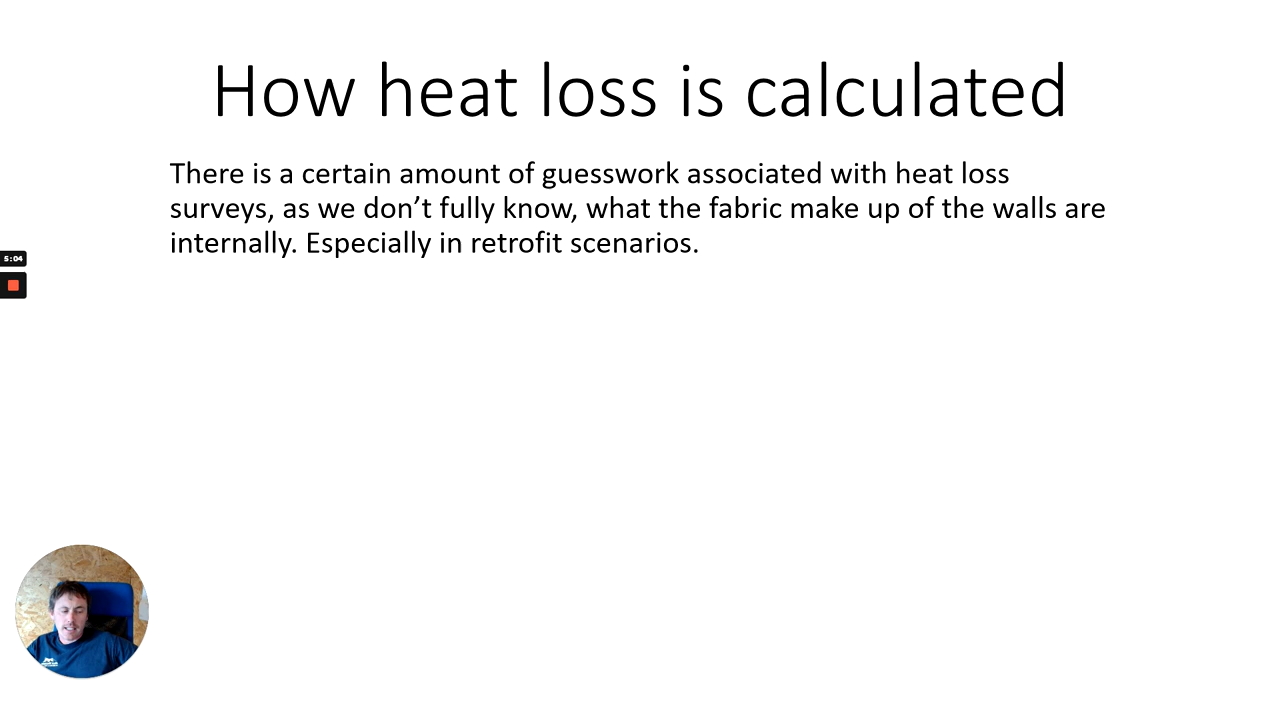 How heat loss is calculated
There is a certain amount of guesswork associated with heat loss
surveys, as we don’t fully know, what the fabric make up of the walls are
internally. Especially in retrofit scenarios.
5:04